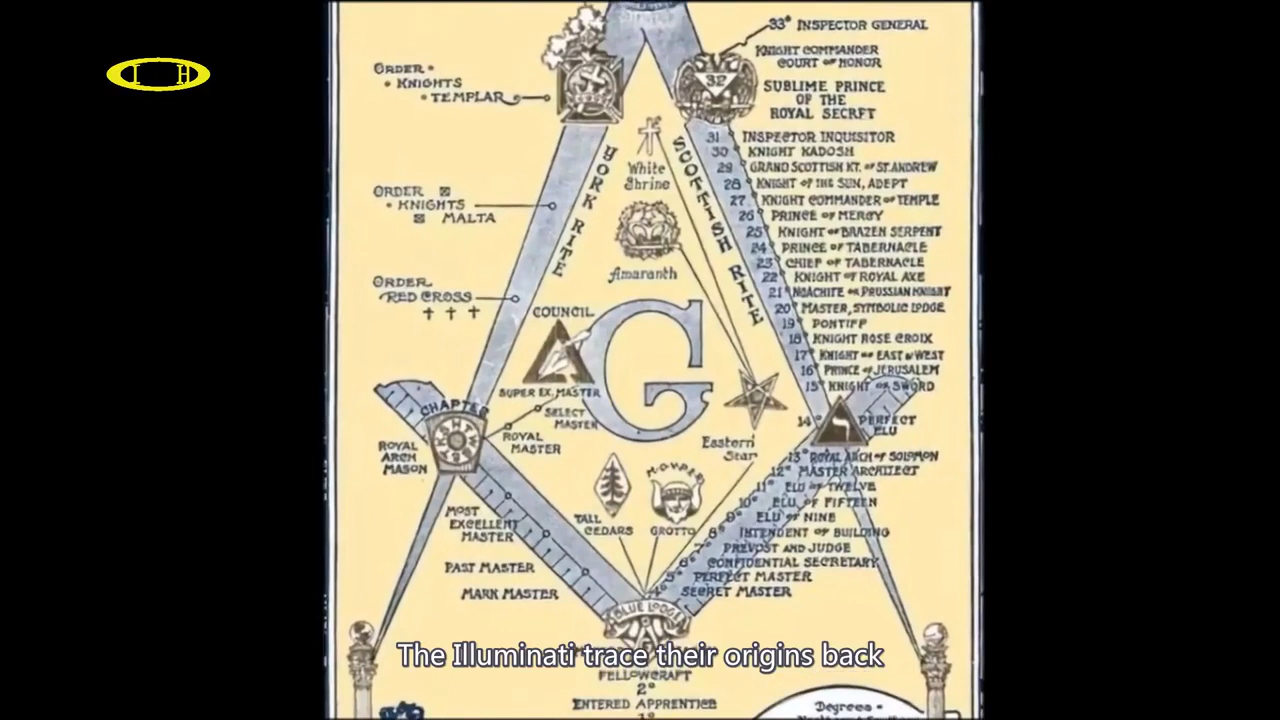 I H
33° INSPECTOR GENERAL
KNIGHT COMMANDER
COURT OF HONOR
32
SUBLIME PRINCE
OF THE
ROYAL SECRET
ORDER
KNIGHTS
TEMPLAR
31 INSPECTOR INQUISITOR
30 KNIGHT KADOSH
29 GRAND SCOTTISH KT. OF ST. ANDREW
28 KNIGHT OF THE SUN, ADEPT
27 KNIGHT COMMANDER OF TEMPLE
26 PRINCE OF MERCY
25 KNIGHT OF BRAZEN SERPENT
24 PRINCE OF TABERNACLE
23 CHIEF OF TABERNACLE
22 KNIGHT OF ROYAL AXE
21° NOACHITE OR PRUSSIAN KNIGHT
20° MASTER, SYMBOLIC LODGE
19° PONTIFF
18° KNIGHT ROSE CROIX
17° KNIGHT OF EAST & WEST
16° PRINCE OF JERUSALEM
15° KNIGHT OF SWORD
14° PERFECT
ELU
13° ROYAL ARCH OF SOLOMON
12° MASTER ARCHITECT
11° ELU OF TWELVE
10° ELU OF FIFTEEN
9° ELU OF NINE
8° INTENDENT OF BUILDING
7° PREVOST AND JUDGE
6° CONFIDENTIAL SECRETARY
5° PERFECT MASTER
4° SECRET MASTER
YORK RITE
SCOTTISH RITE
White
Shrine
Amaranth
ORDER
KNIGHTS
MALTA
ORDER
RED CROSS
COUNCIL
G
SUPER EX. MASTER
SELECT
MASTER
ROYAL
MASTER
CHAPTER
ROYAL
ARCH
MASON
Eastern
Star
TALL
CEDARS
M.O.V.P.E.R.
GROTTO
MOST
EXCELLENT
MASTER
PAST MASTER
MARK MASTER
BLUE LODGE
The Illuminati trace their origins back
FELLOWCRAFT
2°
ENTERED APPRENTICE
1°
Degrees